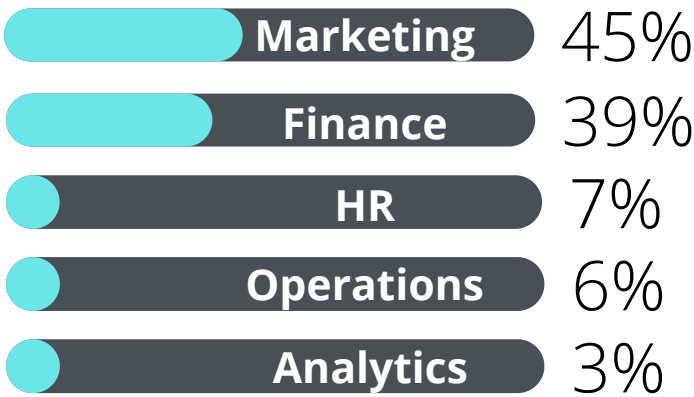 Marketing 45%
Finance 39%
HR 7%
Operations 6%
Analytics 3%